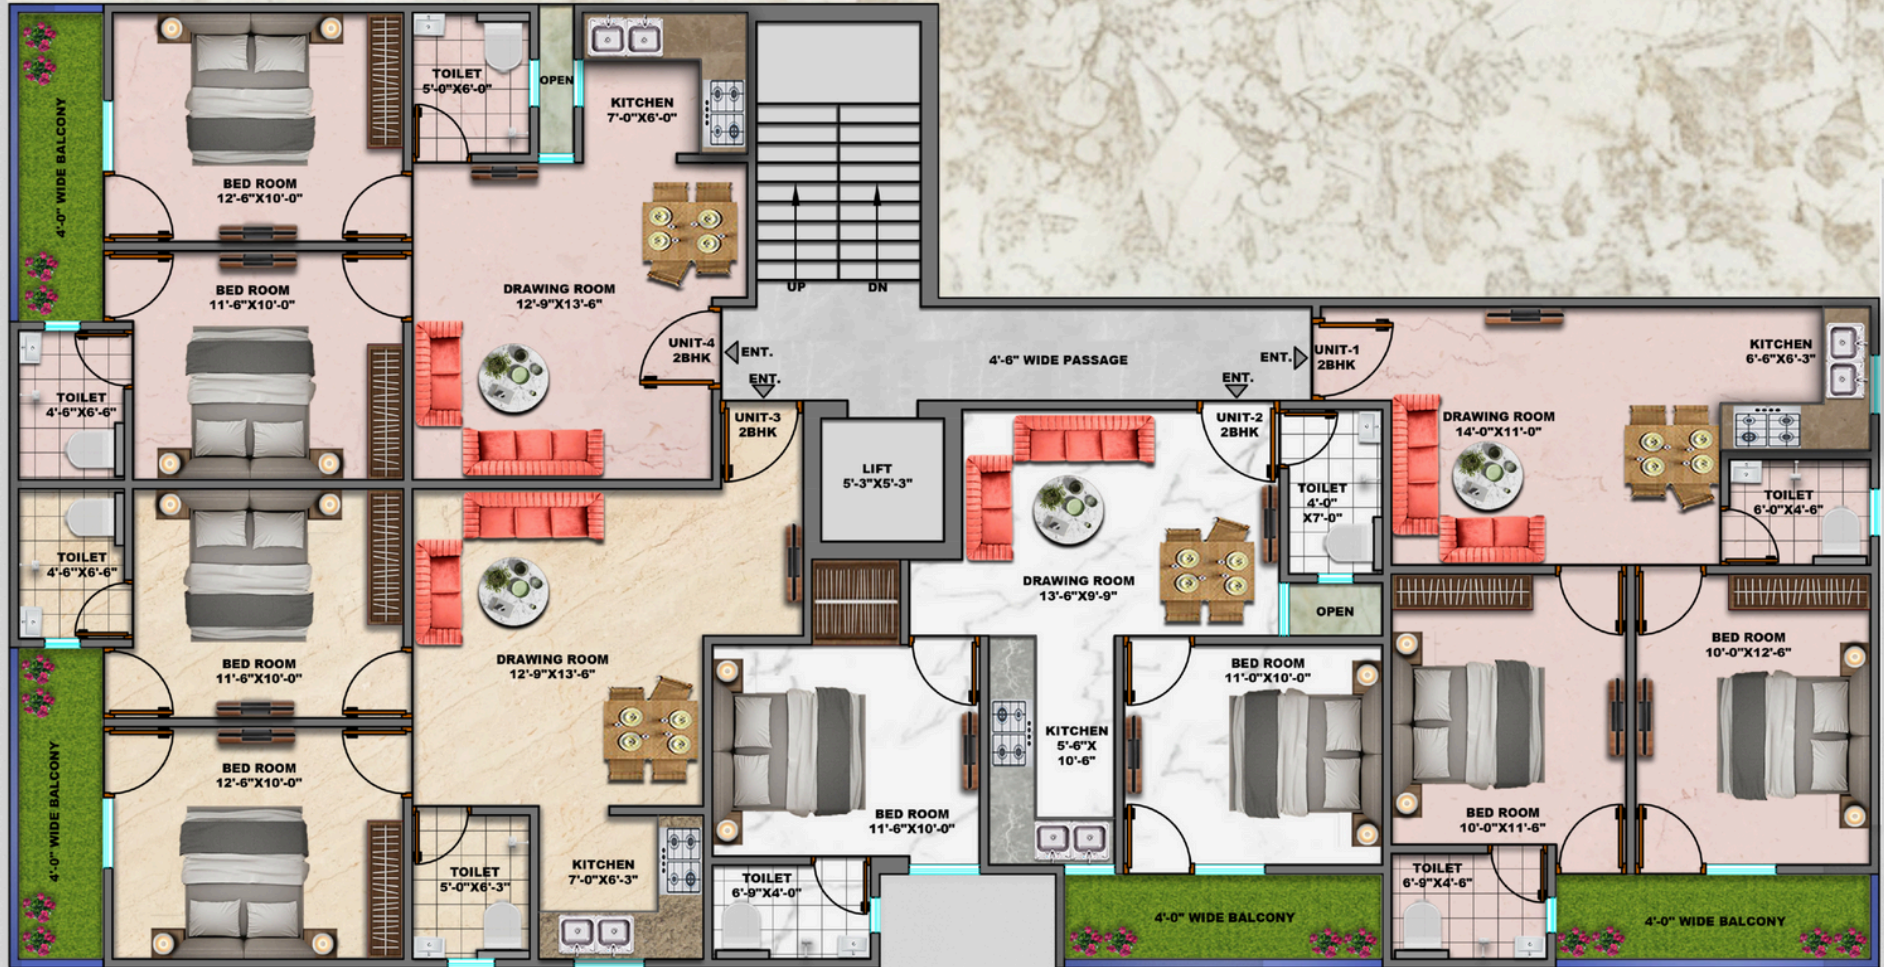 4'-0" WIDE BALCONY
BED ROOM
12'-6"X10'-0"
TOILET
5'-0"X6'-0"
OPEN
KITCHEN
7'-0"X6'-0"
BED ROOM
11'-6"X10'-0"
DRAWING ROOM
12'-9"X13'-6"
UP
DN
UNIT-4
2BHK
ENT.
ENT.
4'-6" WIDE PASSAGE
ENT.
ENT.
UNIT-1
2BHK
KITCHEN
6'-6"X6'-3"
TOILET
4'-6"X6'-6"
UNIT-3
2BHK
UNIT-2
2BHK
DRAWING ROOM
14'-0"X11'-0"
LIFT
5'-3"X5'-3"
TOILET
4'-0"
X7'-0"
TOILET
6'-0"X4'-6"
TOILET
4'-6"X6'-6"
DRAWING ROOM
13'-6"X9'-9"
OPEN
BED ROOM
11'-6"X10'-0"
DRAWING ROOM
12'-9"X13'-6"
BED ROOM
11'-0"X10'-0"
BED ROOM
10'-0"X12'-6"
4'-0" WIDE BALCONY
BED ROOM
12'-6"X10'-0"
KITCHEN
5'-6"X
10'-6"
BED ROOM
11'-6"X10'-0"
BED ROOM
10'-0"X11'-6"
TOILET
5'-0"X6'-3"
KITCHEN
7'-0"X6'-3"
TOILET
6'-9"X4'-0"
TOILET
6'-9"X4'-6"
4'-0" WIDE BALCONY
4'-0" WIDE BALCONY